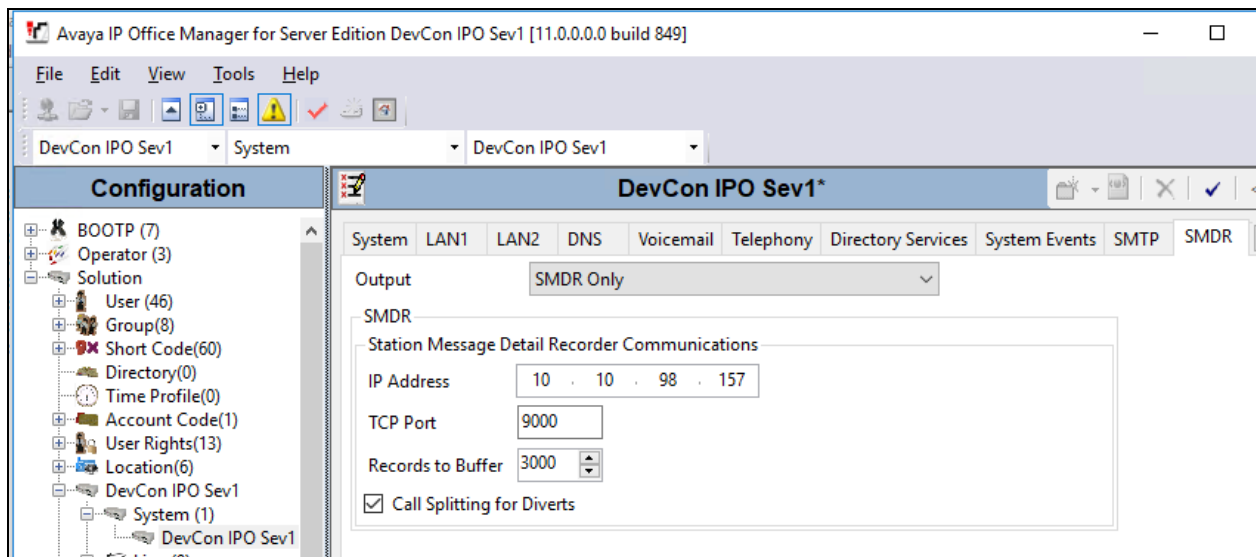 Avaya IP Office Manager for Server Edition DevCon IPO Sev1 [11.0.0.0.0 build 849]
File Edit View Tools Help
DevCon IPO Sev1 System DevCon IPO Sev1
Configuration
DevCon IPO Sev1*
BOOTP (7)
Operator (3)
Solution
User (46)
Group(8)
Short Code(60)
Directory(0)
Time Profile(0)
Account Code(1)
User Rights(13)
Location(6)
DevCon IPO Sev1
System (1)
DevCon IPO Sev1
System LAN1 LAN2 DNS Voicemail Telephony Directory Services System Events SMTP SMDR
Output SMDR Only
SMDR
Station Message Detail Recorder Communications
IP Address 10 . 10 . 98 . 157
TCP Port 9000
Records to Buffer 3000
Call Splitting for Diverts